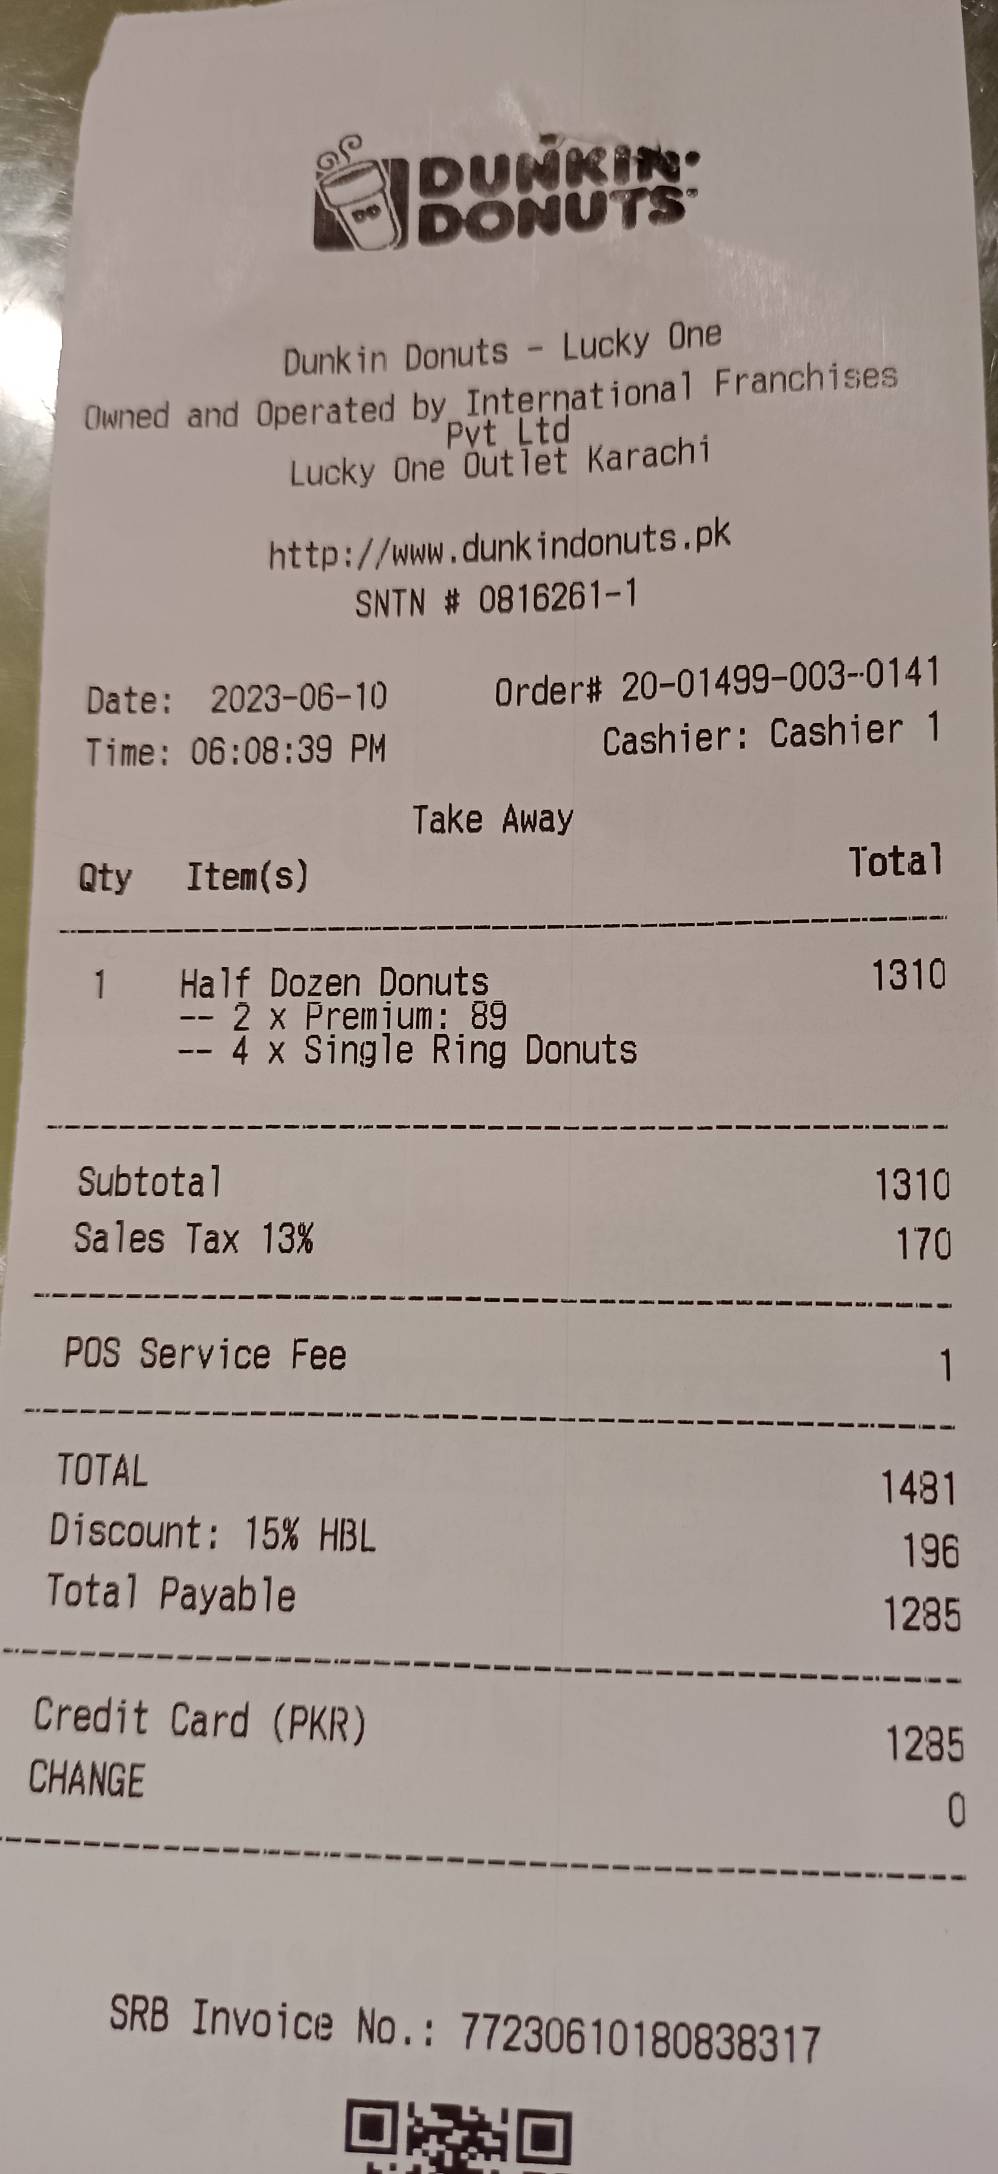 DUNKIN'
DONUTS
DD
Dunkin Donuts - Lucky One
Owned and Operated by International Franchises
Pvt Ltd
Lucky One Outlet Karachi
http://www.dunkindonuts.pk
SNTN # 0816261-1
Date: 2023-06-10 Order# 20-01499-003-0141
Time: 06:08:39 PM Cashier: Cashier 1
Take Away
Qty Item(s) Total
1 Half Dozen Donuts 1310
-- 2 x Premium: 89
-- 4 x Single Ring Donuts
Subtotal 1310
Sales Tax 13% 170
POS Service Fee 1
TOTAL 1481
Discount: 15% HBL 196
Total Payable 1285
Credit Card (PKR) 1285
CHANGE 0
SRB Invoice No.: 77230610180838317